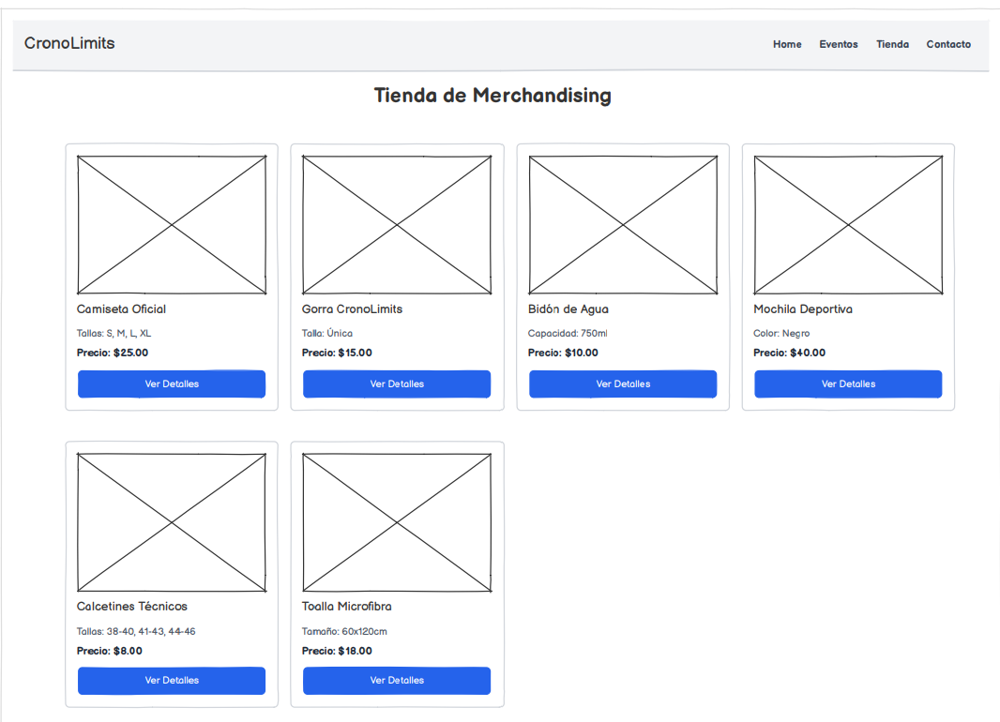 CronoLimits
Home Eventos Tienda Contacto
Tienda de Merchandising
Camiseta Oficial
Tallas: S, M, L, XL
Precio: $25.00
Ver Detalles
Gorra CronoLimits
Talla: Única
Precio: $15.00
Ver Detalles
Bidón de Agua
Capacidad: 750ml
Precio: $10.00
Ver Detalles
Mochila Deportiva
Color: Negro
Precio: $40.00
Ver Detalles
Calcetines Técnicos
Tallas: 38-40, 41-43, 44-46
Precio: $8.00
Ver Detalles
Toalla Microfibra
Tamaño: 60x120cm
Precio: $18.00
Ver Detalles